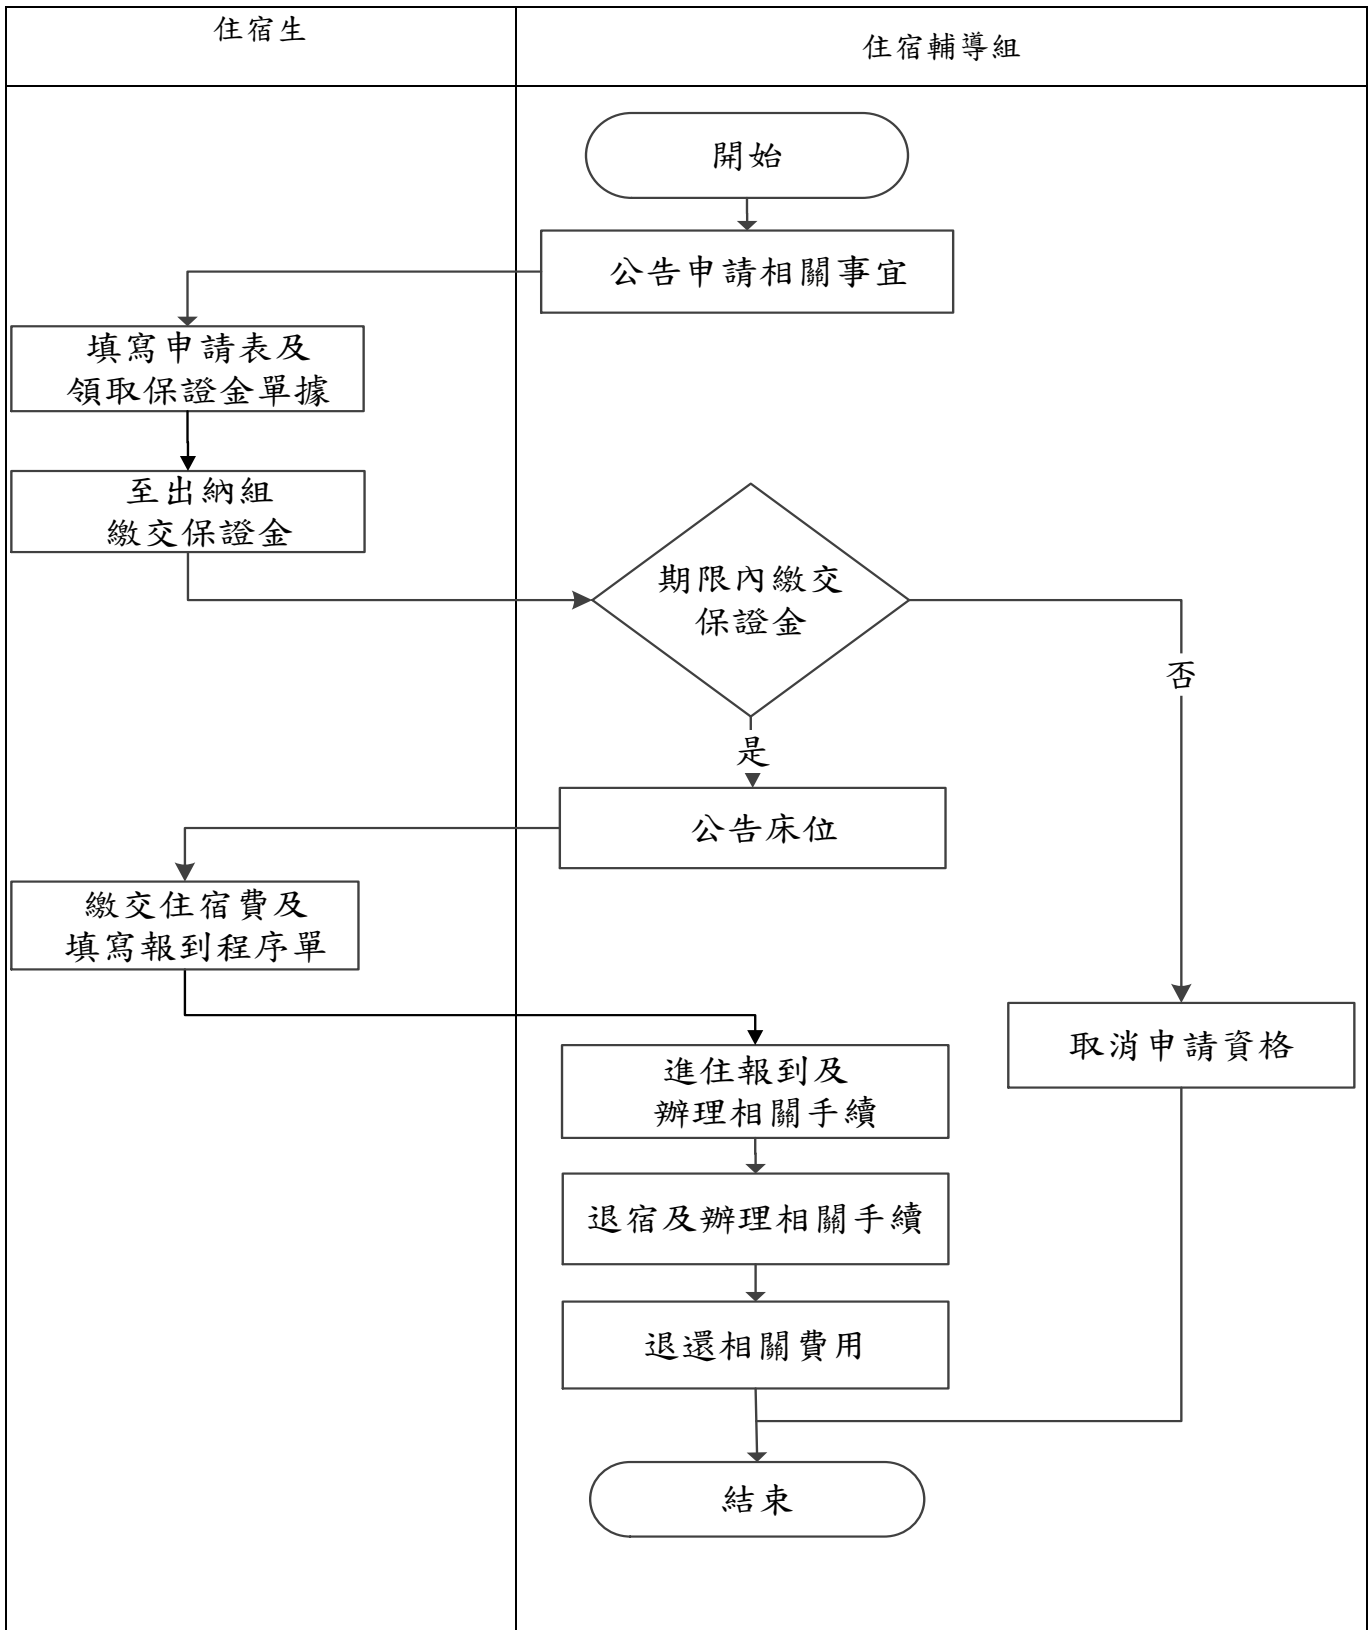 住宿生
住宿輔導組
開始
公告申請相關事宜
填寫申請表及
領取保證金單據
至出納組
繳交保證金
期限內繳交
保證金
否
是
公告床位
繳交住宿費及
填寫報到程序單
取消申請資格
進住報到及
辦理相關手續
退宿及辦理相關手續
退還相關費用
結束